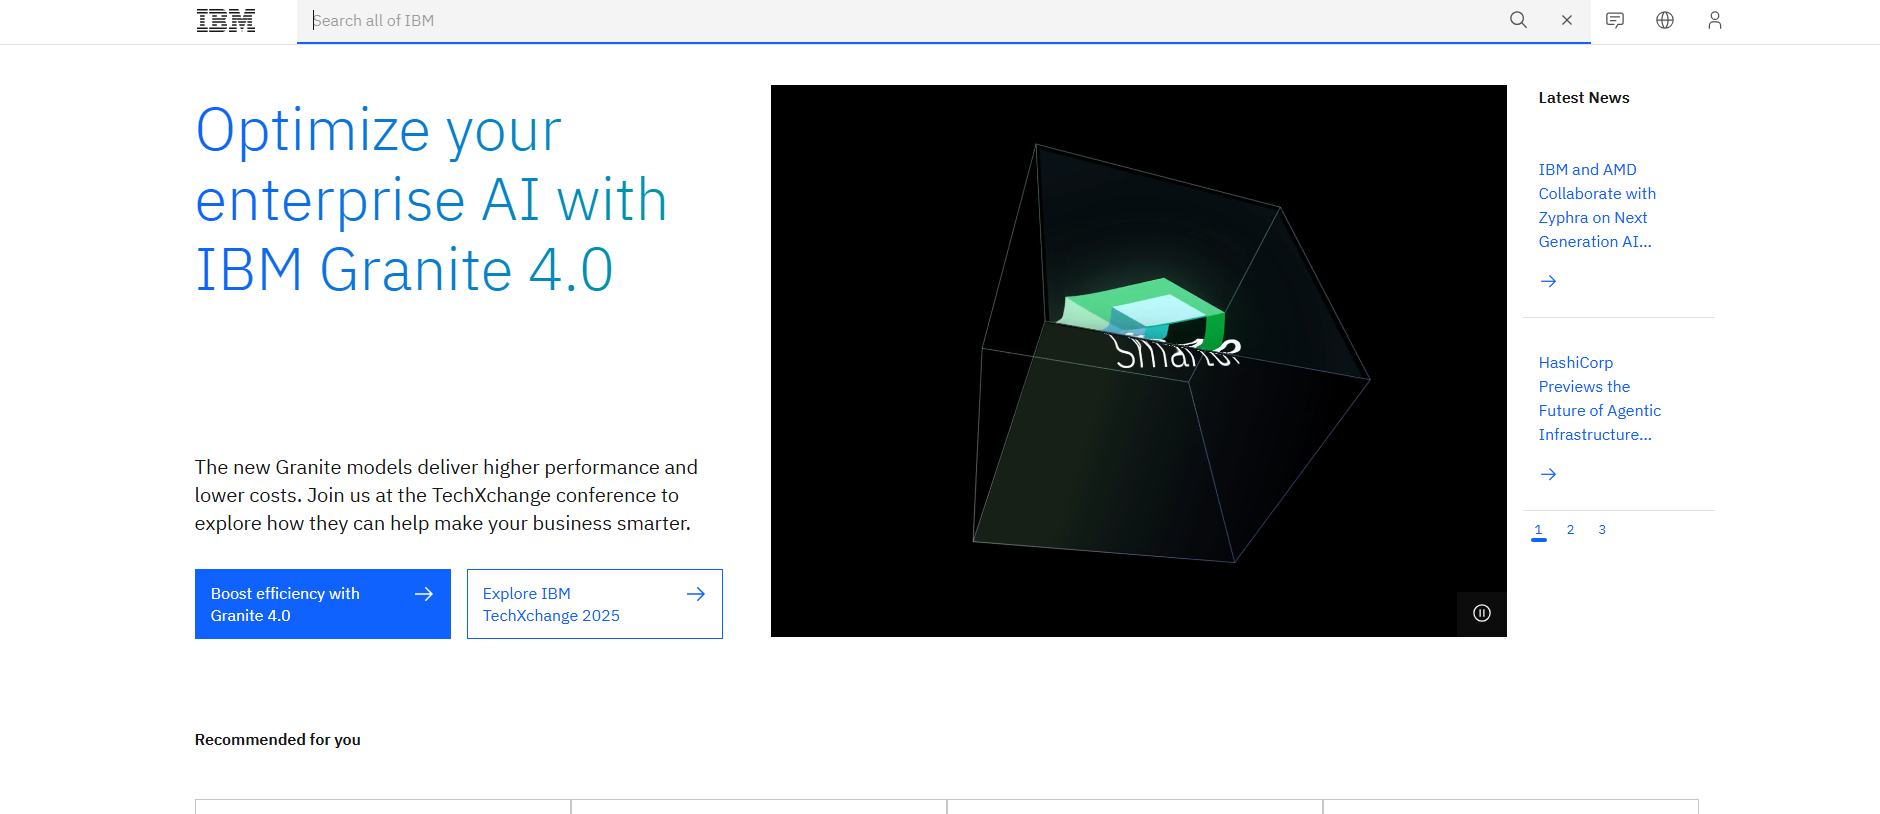 IBM
Search all of IBM
Optimize your
enterprise AI with
IBM Granite 4.0
The new Granite models deliver higher performance and
lower costs. Join us at the TechXchange conference to
explore how they can help make your business smarter.
Boost efficiency with
Granite 4.0
Explore IBM
TechXchange 2025
Latest News
IBM and AMD
Collaborate with
Zyphra on Next
Generation AI...
HashiCorp
Previews the
Future of Agentic
Infrastructure...
1 2 3
Recommended for you